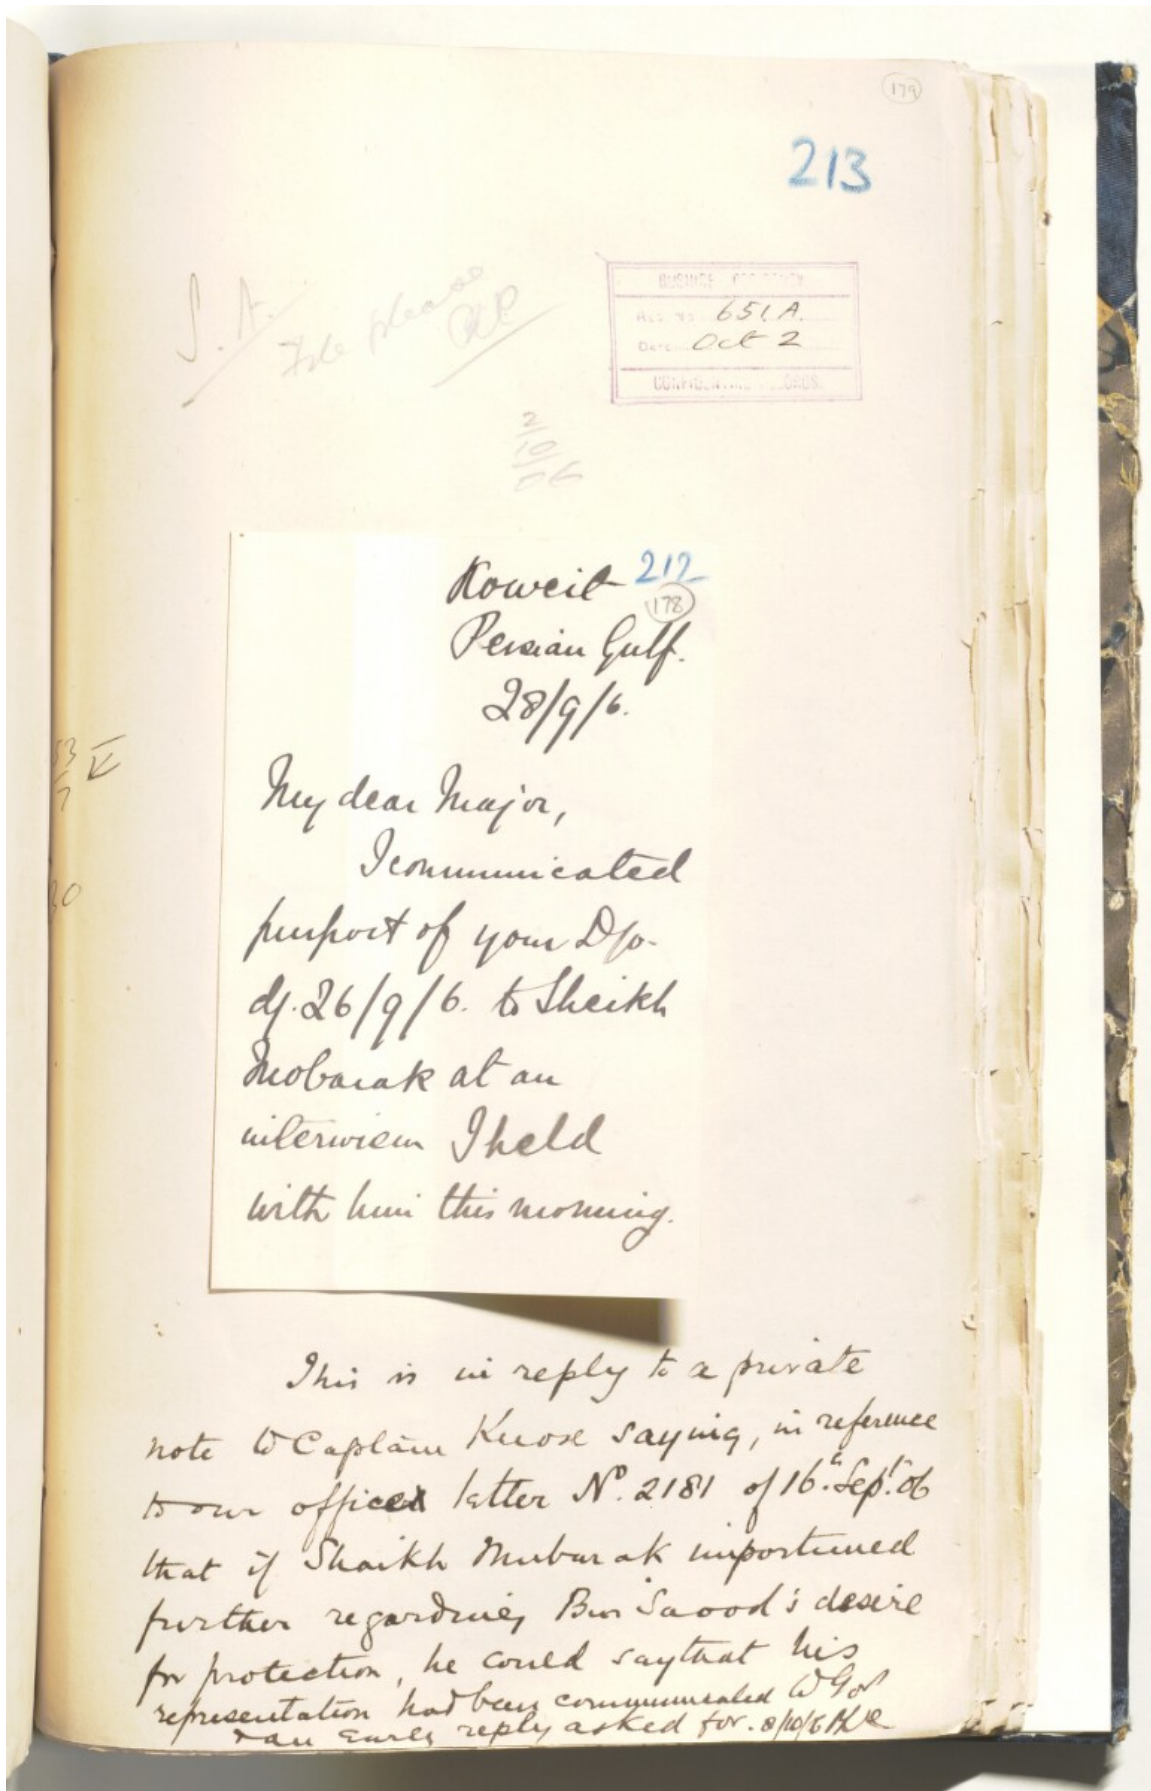 179
213
S. A.
File please
BUSHIRE RESIDENCY
Reg. No. 651.A.
Date Oct 2
CONFIDENTIAL RECORDS.
2/10/06
Koweit 212
178
Persian Gulf.
28/9/6.
My dear Major,
I communicated
purport of your D/o-
d/. 26/9/6. to Sheikh
Mobarak at an
interview I held
with him this morning.
This is in reply to a private
note to Captain Knox saying, in reference
to our office letter No. 2181 of 16th Sept. 06
that if Shaikh Mubarak importuned
further regarding Bin Saood's desire
for protection, he could say that his
representation had been communicated to Govt
& an early reply asked for. 2/10/6